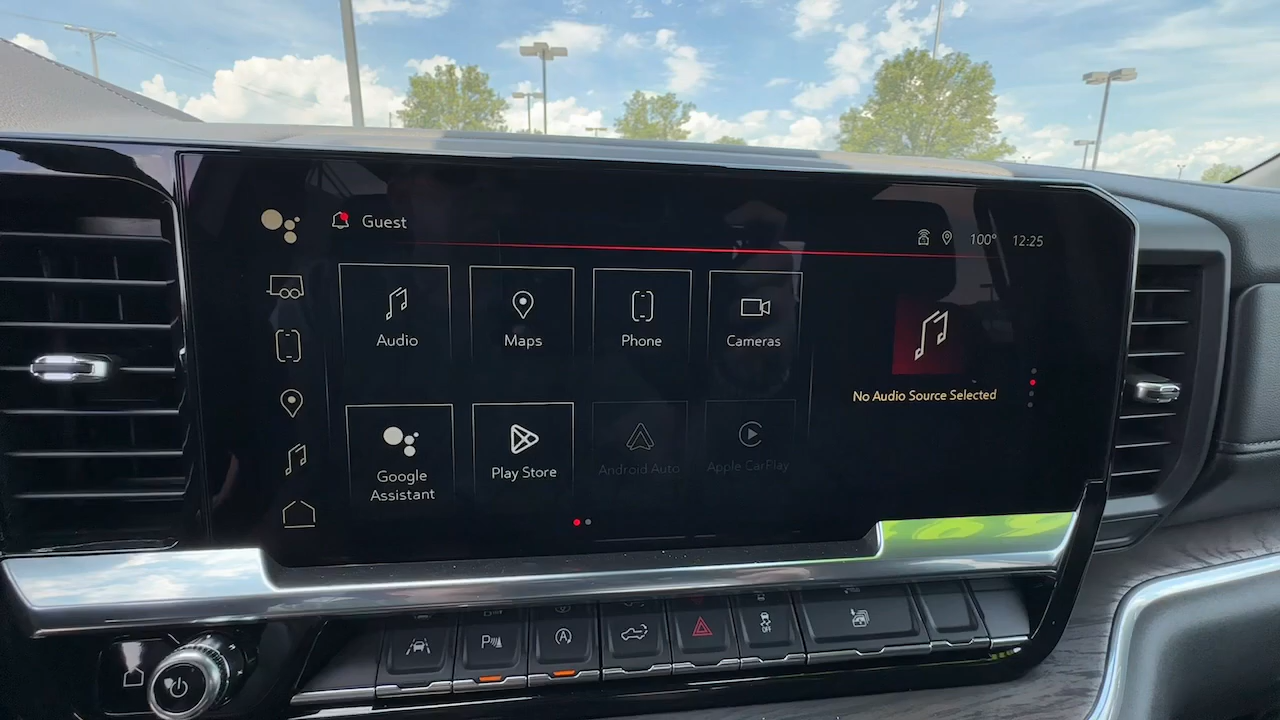 Guest
100° 12:25
Audio
Maps
Phone
Cameras
No Audio Source Selected
Google
Assistant
Play Store
Android Auto
Apple CarPlay
P
A
OFF